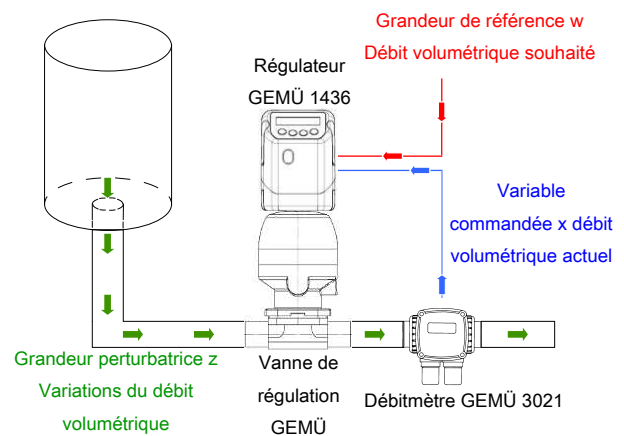 Grandeur de référence w
Débit volumétrique souhaité
Régulateur
GEMÜ 1436
Variable
commandée x débit
volumétrique actuel
Grandeur perturbatrice z
Variations du débit
volumétrique
Vanne de
régulation
GEMÜ
Débitmètre GEMÜ 3021